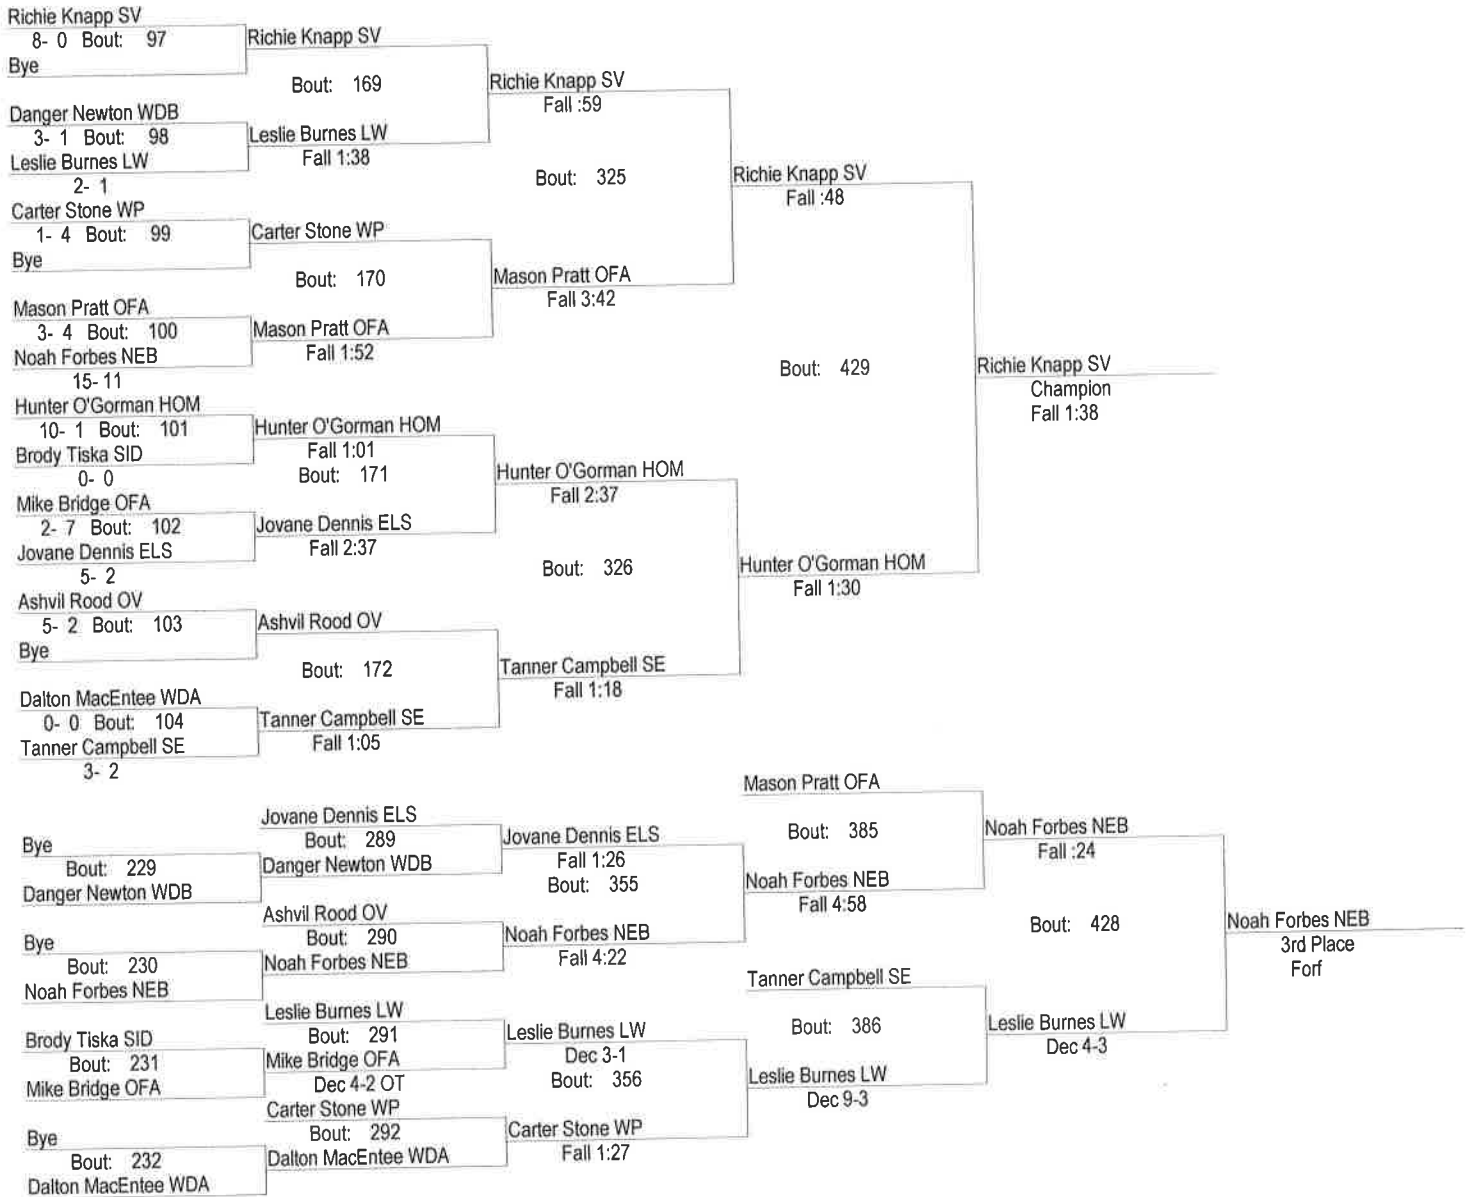 Richie Knapp SV
8- 0 Bout: 97
Bye
Richie Knapp SV
Bout: 169
Danger Newton WDB
3- 1 Bout: 98
Leslie Burnes LW
2- 1
Leslie Burnes LW
Fall 1:38
Richie Knapp SV
Fall :59
Bout: 325
Carter Stone WP
1- 4 Bout: 99
Bye
Carter Stone WP
Bout: 170
Mason Pratt OFA
3- 4 Bout: 100
Noah Forbes NEB
15- 11
Mason Pratt OFA
Fall 1:52
Mason Pratt OFA
Fall 3:42
Richie Knapp SV
Fall :48
Bout: 429
Hunter O'Gorman HOM
10- 1 Bout: 101
Brody Tiska SID
0- 0
Hunter O'Gorman HOM
Fall 1:01
Bout: 171
Mike Bridge OFA
2- 7 Bout: 102
Jovane Dennis ELS
5- 2
Jovane Dennis ELS
Fall 2:37
Hunter O'Gorman HOM
Fall 2:37
Bout: 326
Ashvil Rood OV
5- 2 Bout: 103
Bye
Ashvil Rood OV
Bout: 172
Dalton MacEntee WDA
0- 0 Bout: 104
Tanner Campbell SE
3- 2
Tanner Campbell SE
Fall 1:05
Tanner Campbell SE
Fall 1:18
Hunter O'Gorman HOM
Fall 1:30
Richie Knapp SV
Champion
Fall 1:38
Bye
Bout: 229
Danger Newton WDB
Jovane Dennis ELS
Bout: 289
Danger Newton WDB
Bye
Bout: 230
Noah Forbes NEB
Ashvil Rood OV
Bout: 290
Noah Forbes NEB
Jovane Dennis ELS
Fall 1:26
Bout: 355
Noah Forbes NEB
Fall 4:22
Mason Pratt OFA
Bout: 385
Noah Forbes NEB
Fall 4:58
Noah Forbes NEB
Fall :24
Bout: 428
Brody Tiska SID
Bout: 231
Mike Bridge OFA
Leslie Burnes LW
Bout: 291
Mike Bridge OFA
Dec 4-2 OT
Bye
Bout: 232
Dalton MacEntee WDA
Carter Stone WP
Bout: 292
Dalton MacEntee WDA
Leslie Burnes LW
Dec 3-1
Bout: 356
Carter Stone WP
Fall 1:27
Tanner Campbell SE
Bout: 386
Leslie Burnes LW
Dec 9-3
Leslie Burnes LW
Dec 4-3
Noah Forbes NEB
3rd Place
Forf